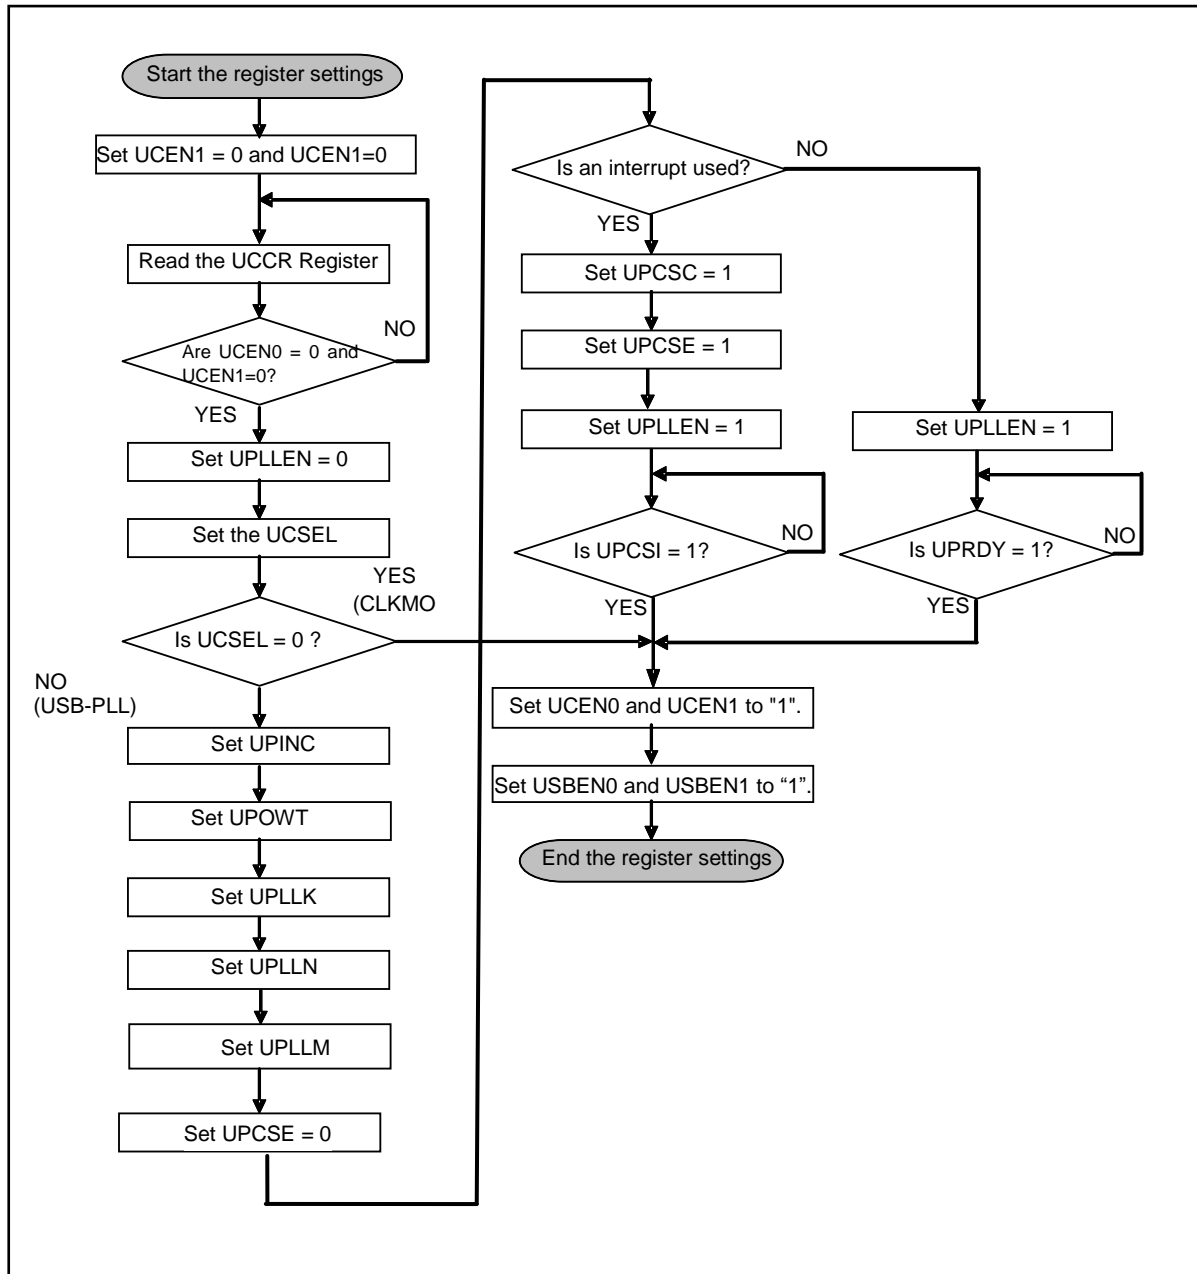 Start the register settings
Set UCEN1 = 0 and UCEN1=0
Read the UCCR Register
NO
Are UCEN0 = 0 and
UCEN1=0?
YES
Set UPLLEN = 0
Set the UCSEL
YES
(CLKMO
Is UCSEL = 0 ?
NO
(USB-PLL)
Set UPINC
Set UPOWT
Set UPLLK
Set UPLLN
Set UPLLM
Set UPCSE = 0
Is an interrupt used?
NO
YES
Set UPCSC = 1
Set UPCSE = 1
Set UPLLEN = 1
Set UPLLEN = 1
NO
Is UPCSI = 1?
YES
NO
Is UPRDY = 1?
YES
Set UCEN0 and UCEN1 to "1".
Set USBEN0 and USBEN1 to “1”.
End the register settings